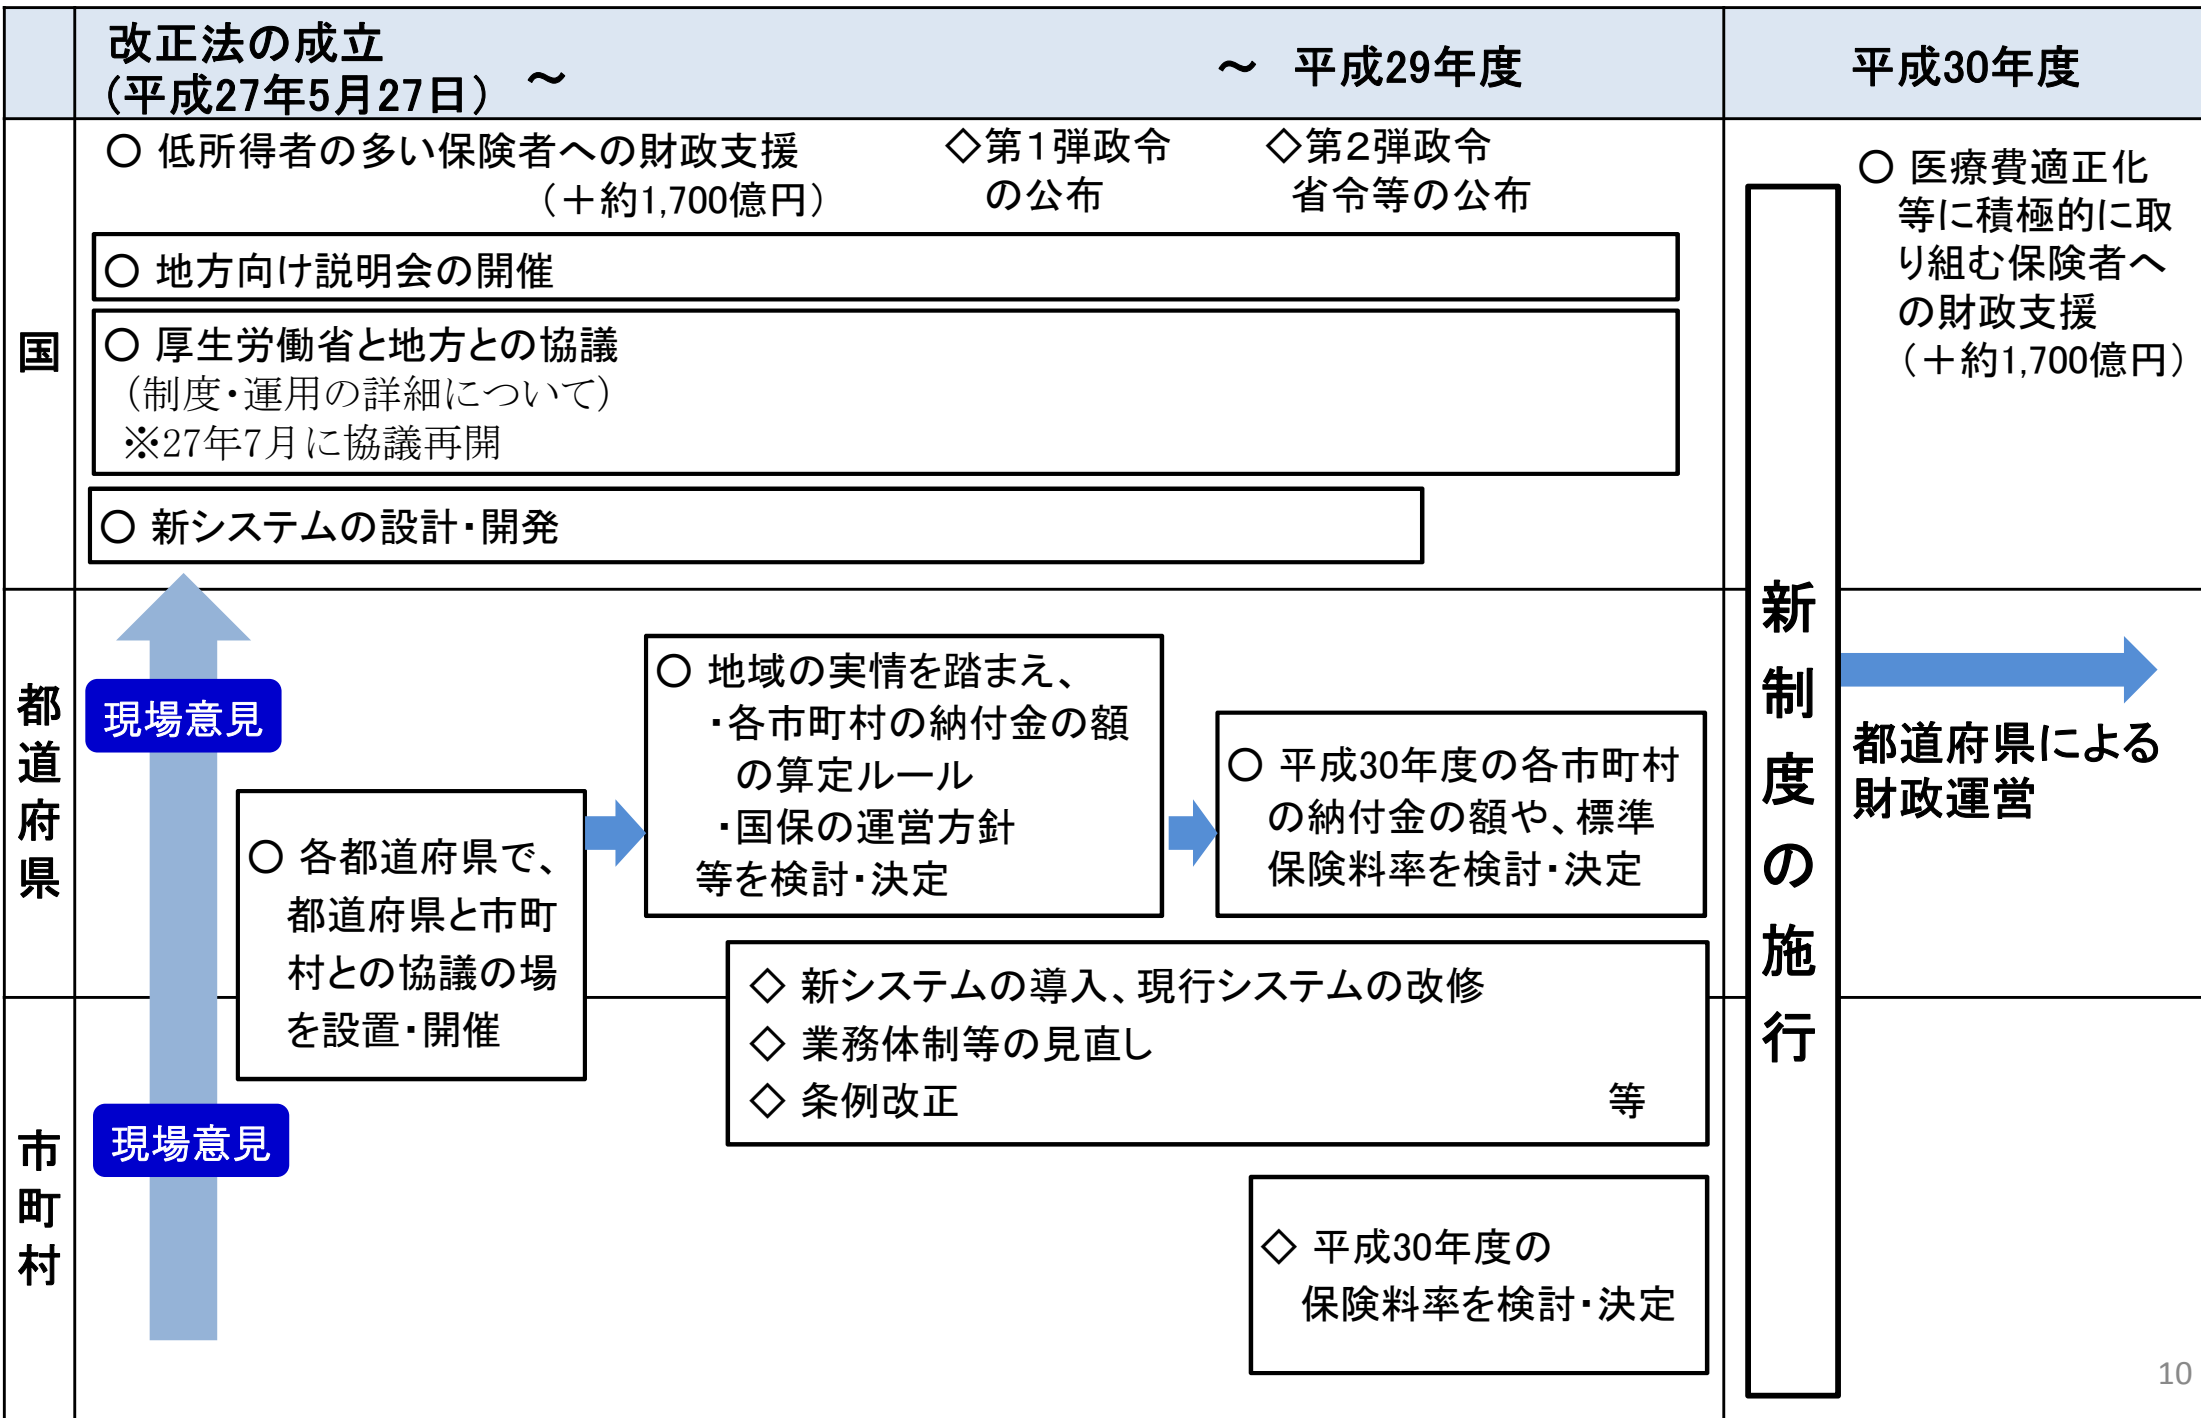 改正法の成立
(平成27年5月27日) ～
～ 平成29年度
平成30年度
国
○ 低所得者の多い保険者への財政支援
（＋約1,700億円）
◇第１弾政令
の公布
◇第２弾政令
省令等の公布
○ 地方向け説明会の開催
○ 厚生労働省と地方との協議
（制度・運用の詳細について）
※27年7月に協議再開
○ 新システムの設計・開発
○ 医療費適正化
等に積極的に取
り組む保険者へ
の財政支援
（＋約1,700億円）
新制度の施行
都道府県
現場意見
○ 各都道府県で、
都道府県と市町
村との協議の場
を設置・開催
○ 地域の実情を踏まえ、
・各市町村の納付金の額
の算定ルール
・国保の運営方針
等を検討・決定
○ 平成30年度の各市町村
の納付金の額や、標準
保険料率を検討・決定
都道府県による
財政運営
◇ 新システムの導入、現行システムの改修
◇ 業務体制等の見直し
◇ 条例改正 等
市町村
現場意見
◇ 平成30年度の
保険料率を検討・決定
10